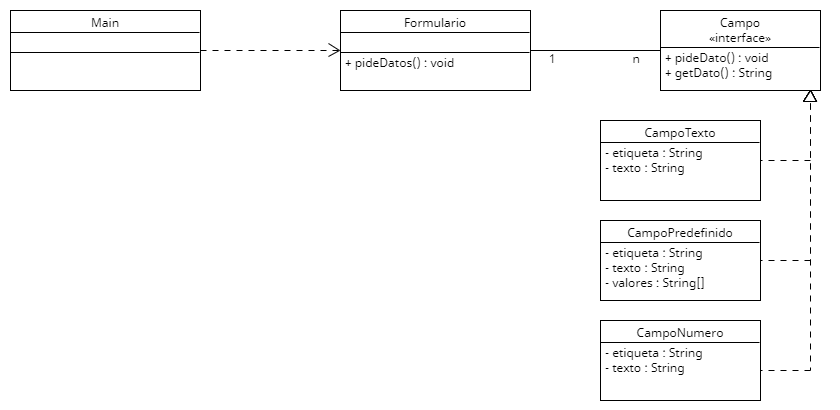 Main
Formulario
+ pideDatos() : void
1
n
Campo
«interface»
+ pideDato() : void
+ getDato() : String
CampoTexto
- etiqueta : String
- texto : String
CampoPredefinido
- etiqueta : String
- texto : String
- valores : String[]
CampoNumero
- etiqueta : String
- texto : String